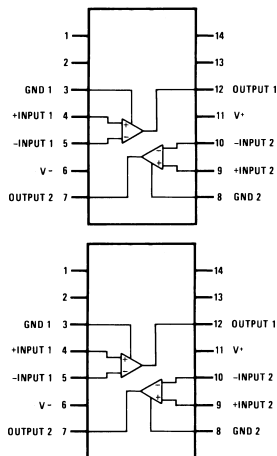 1 14
2 13
GND 1 3 12 OUTPUT 1
+INPUT 1 4 + 11 V+
−INPUT 1 5 − − 10 −INPUT 2
V− 6 + 9 +INPUT 2
OUTPUT 2 7 8 GND 2
1 14
2 13
GND 1 3 12 OUTPUT 1
+INPUT 1 4 + 11 V+
−INPUT 1 5 − − 10 −INPUT 2
V− 6 + 9 +INPUT 2
OUTPUT 2 7 8 GND 2